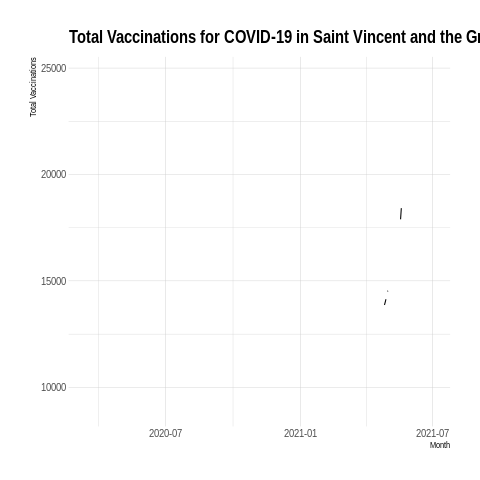 Total Vaccinations for COVID-19 in Saint Vincent and the Gr
Total Vaccinations
25000
20000
15000
10000
2020-07 2021-01 2021-07
Month